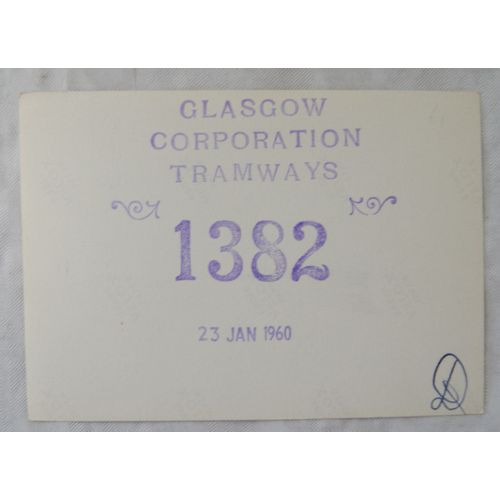 GLASGOW
CORPORATION
TRAMWAYS
1382
23 JAN 1960